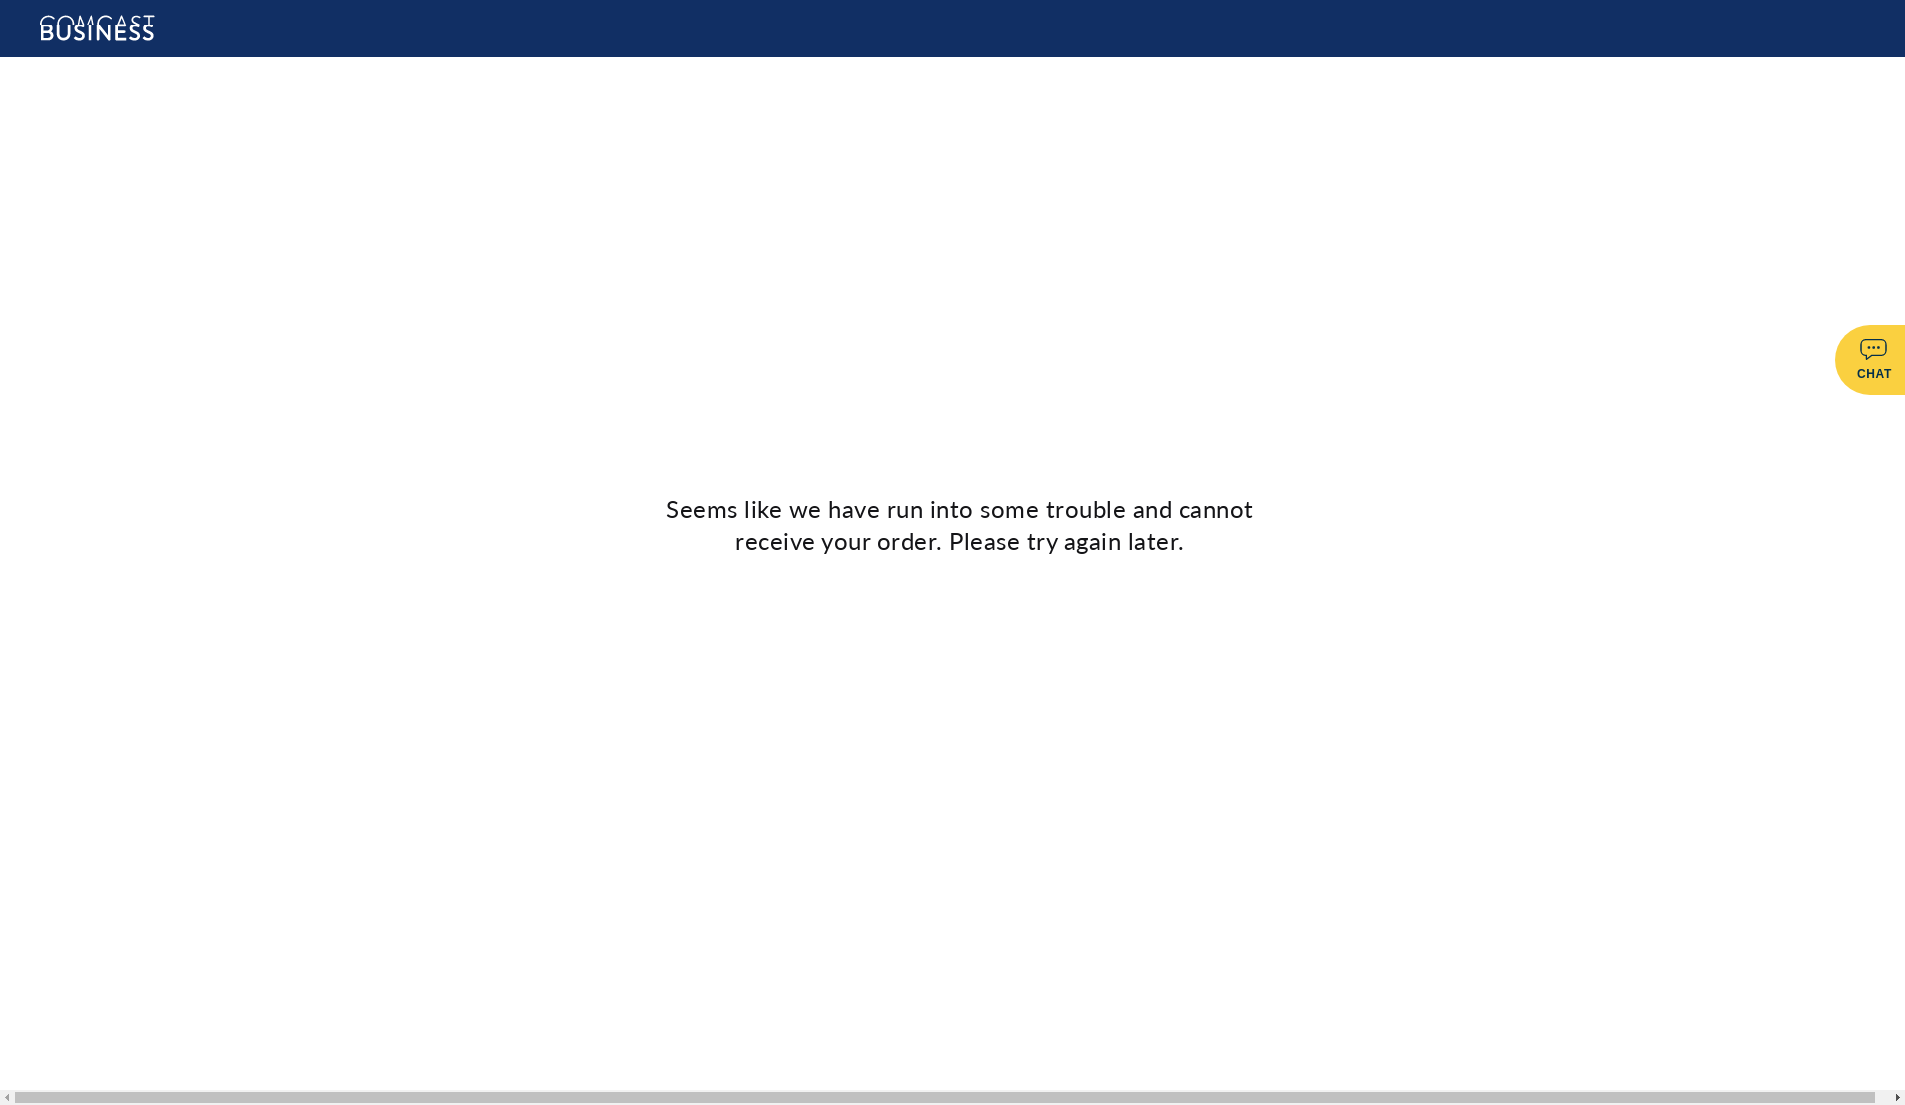 COMCAST
BUSINESS
CHAT
Seems like we have run into some trouble and cannot
receive your order. Please try again later.